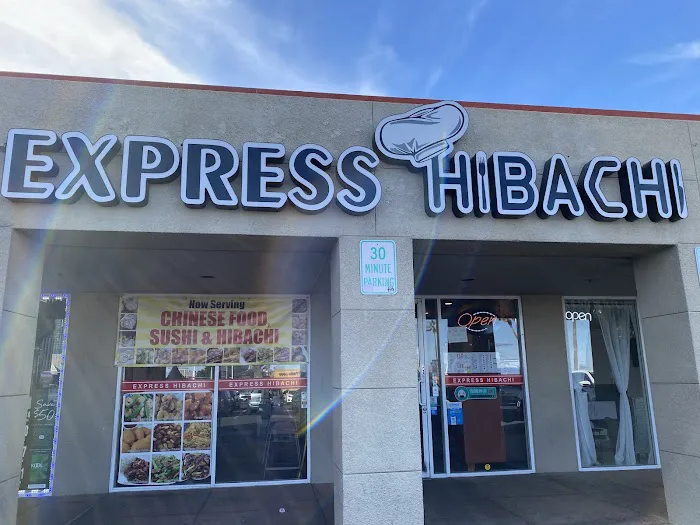 EXPRESS HIBACHI
30
MINUTE
PARKING
Now Serving
CHINESE FOOD
SUSHI & HIBACHI
EXPRESS HIBACHI
EXPRESS HIBACHI
Open
open
EXPRESS HIBACHI
$50